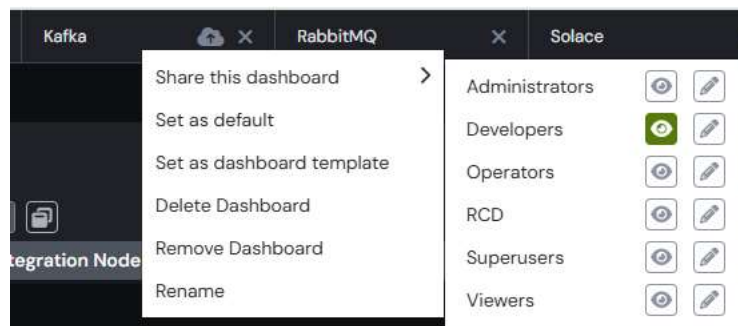 Kafka
RabbitMQ
Solace
Share this dashboard
Set as default
Set as dashboard template
Delete Dashboard
Remove Dashboard
Rename
Administrators
Developers
Operators
RCD
Superusers
Viewers
tegration Node